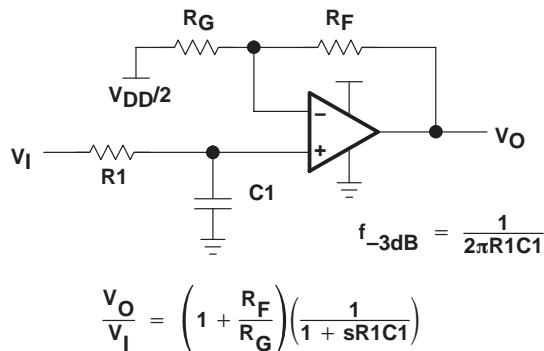 RG RF
VDD/2
−
VI + VO
R1 C1
f−3dB = 1/2πR1C1
VO/VI = (1 + RF/RG)(1/1 + sR1C1)